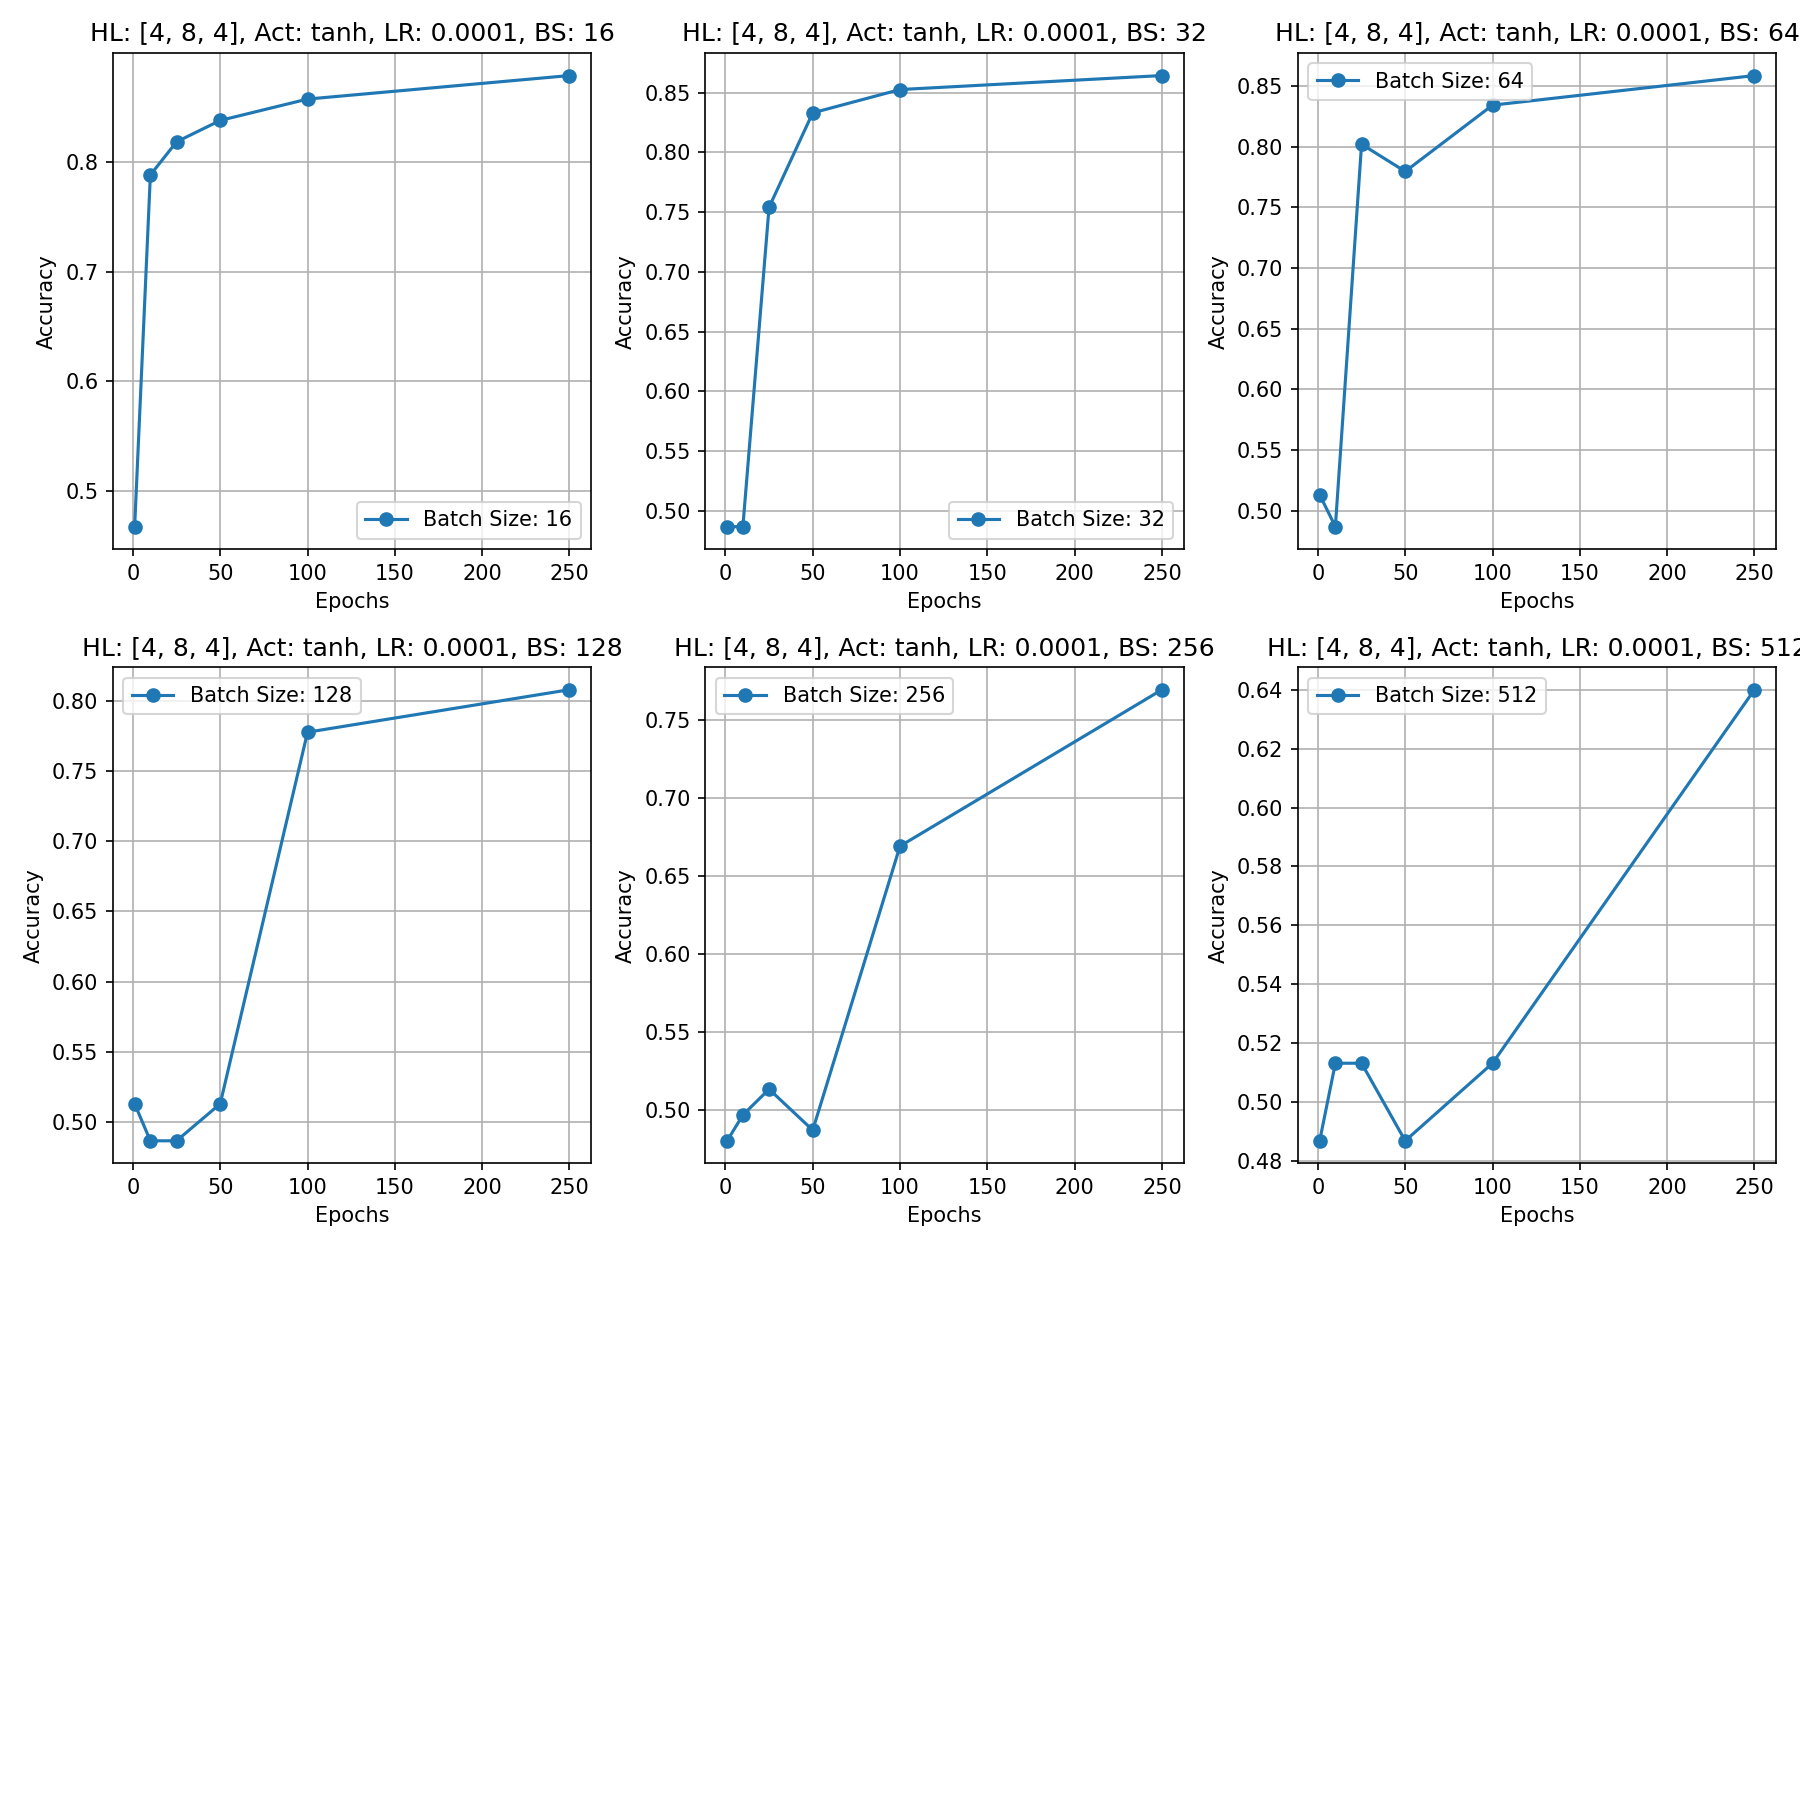 HL: [4, 8, 4], Act: tanh, LR: 0.0001, BS: 16
0.8
0.7
0.6
0.5
Accuracy
Batch Size: 16
0 50 100 150 200 250
Epochs
HL: [4, 8, 4], Act: tanh, LR: 0.0001, BS: 32
0.85
0.80
0.75
0.70
0.65
0.60
0.55
0.50
Accuracy
Batch Size: 32
0 50 100 150 200 250
Epochs
HL: [4, 8, 4], Act: tanh, LR: 0.0001, BS: 64
Batch Size: 64
0.85
0.80
0.75
0.70
0.65
0.60
0.55
0.50
Accuracy
0 50 100 150 200 250
Epochs
HL: [4, 8, 4], Act: tanh, LR: 0.0001, BS: 128
Batch Size: 128
0.80
0.75
0.70
0.65
0.60
0.55
0.50
Accuracy
0 50 100 150 200 250
Epochs
HL: [4, 8, 4], Act: tanh, LR: 0.0001, BS: 256
Batch Size: 256
0.75
0.70
0.65
0.60
0.55
0.50
Accuracy
0 50 100 150 200 250
Epochs
HL: [4, 8, 4], Act: tanh, LR: 0.0001, BS: 512
Batch Size: 512
0.64
0.62
0.60
0.58
0.56
0.54
0.52
0.50
0.48
Accuracy
0 50 100 150 200 250
Epochs